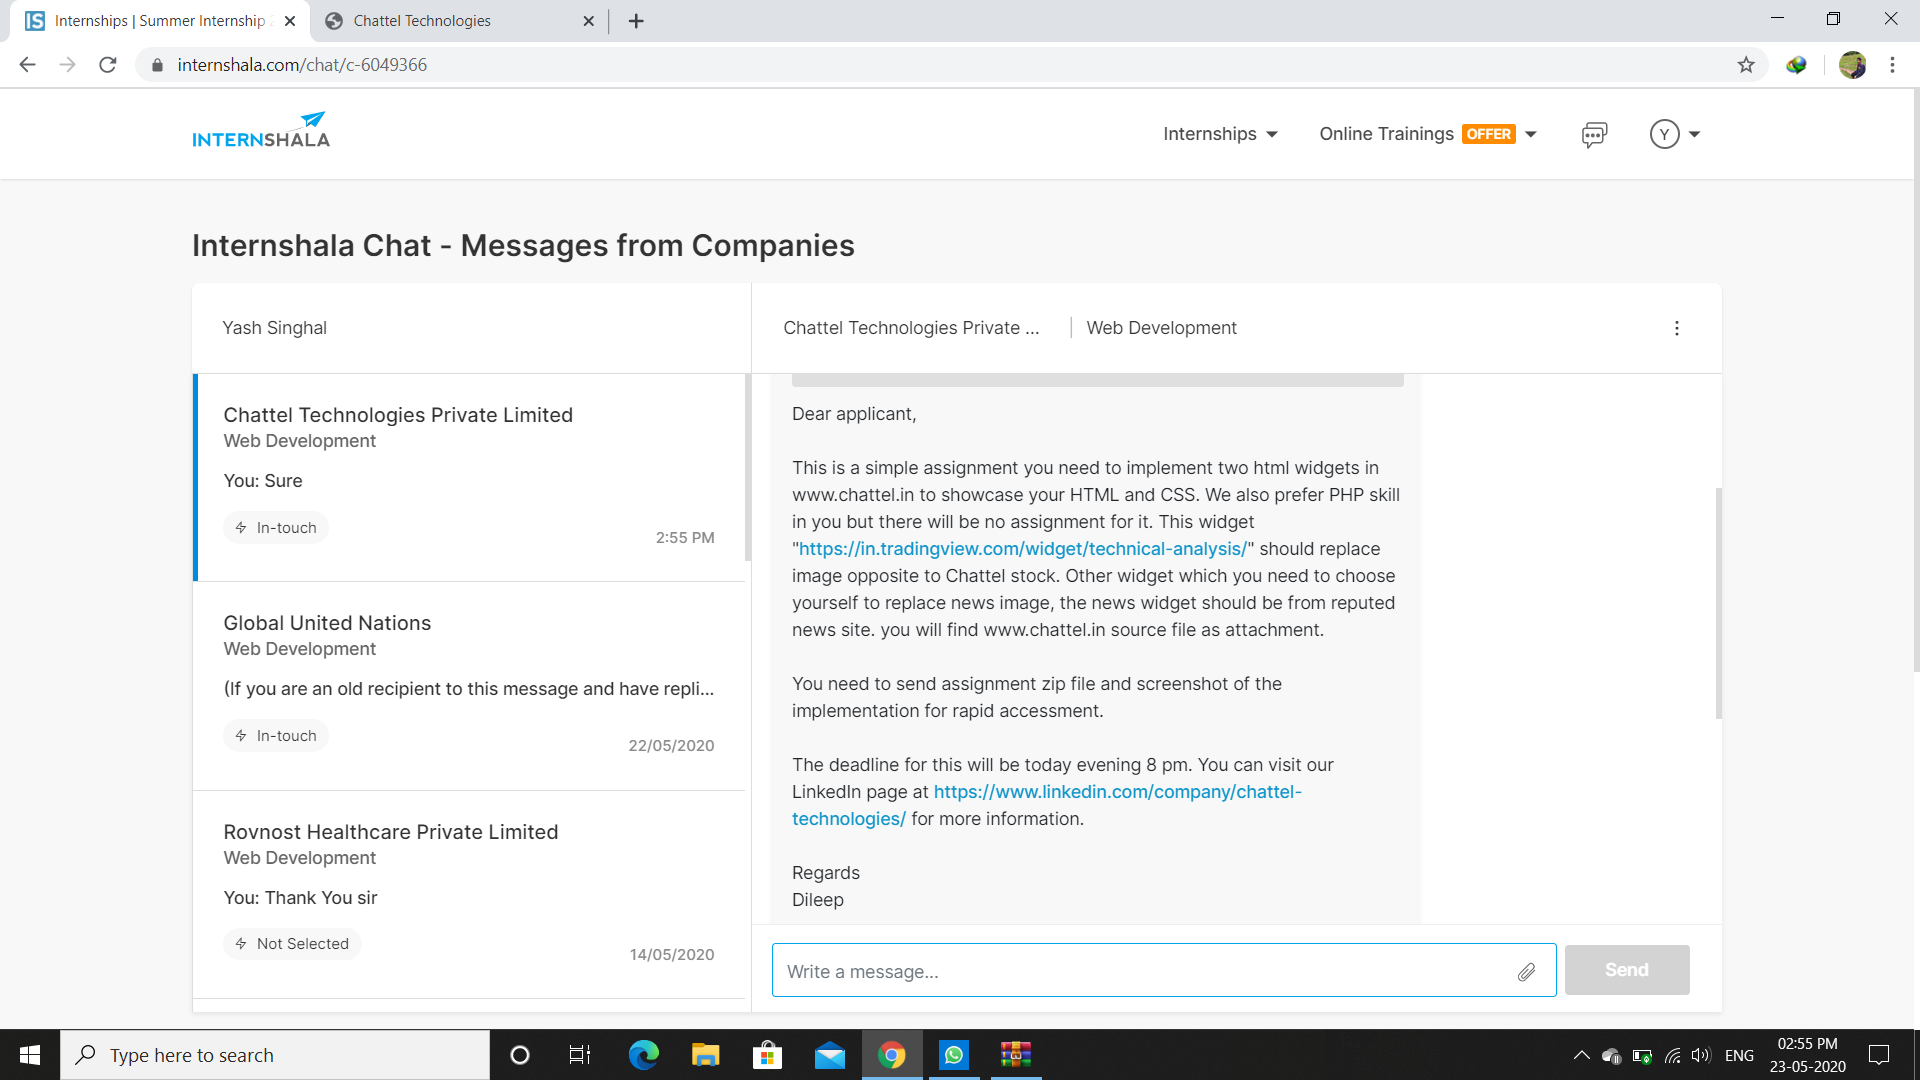 Internships | Summer Internship
Chattel Technologies
internshala.com/chat/c-6049366
INTERNSHALA
Internships
Online Trainings OFFER
Y
Internshala Chat - Messages from Companies
Yash Singhal
Chattel Technologies Private ...
Web Development
Chattel Technologies Private Limited
Web Development
You: Sure
In-touch
2:55 PM
Global United Nations
Web Development
(If you are an old recipient to this message and have repli...
In-touch
22/05/2020
Rovnost Healthcare Private Limited
Web Development
You: Thank You sir
Not Selected
14/05/2020
Dear applicant,
This is a simple assignment you need to implement two html widgets in
www.chattel.in to showcase your HTML and CSS. We also prefer PHP skill
in you but there will be no assignment for it. This widget
"https://in.tradingview.com/widget/technical-analysis/" should replace
image opposite to Chattel stock. Other widget which you need to choose
yourself to replace news image, the news widget should be from reputed
news site. you will find www.chattel.in source file as attachment.
You need to send assignment zip file and screenshot of the
implementation for rapid accessment.
The deadline for this will be today evening 8 pm. You can visit our
LinkedIn page at https://www.linkedin.com/company/chattel-
technologies/ for more information.
Regards
Dileep
Write a message...
Send
Type here to search
ENG
02:55 PM
23-05-2020